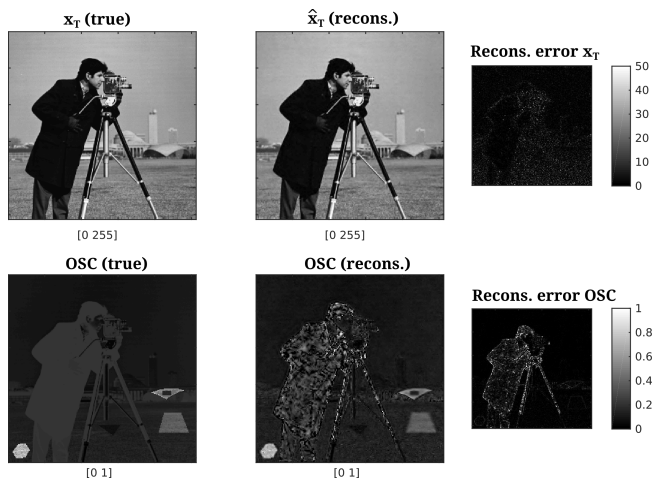 x_T (true)
x̂_T (recons.)
Recons. error x_T
50
40
30
20
10
0
[0 255]
[0 255]
OSC (true)
OSC (recons.)
Recons. error OSC
1
0.8
0.6
0.4
0.2
0
[0 1]
[0 1]